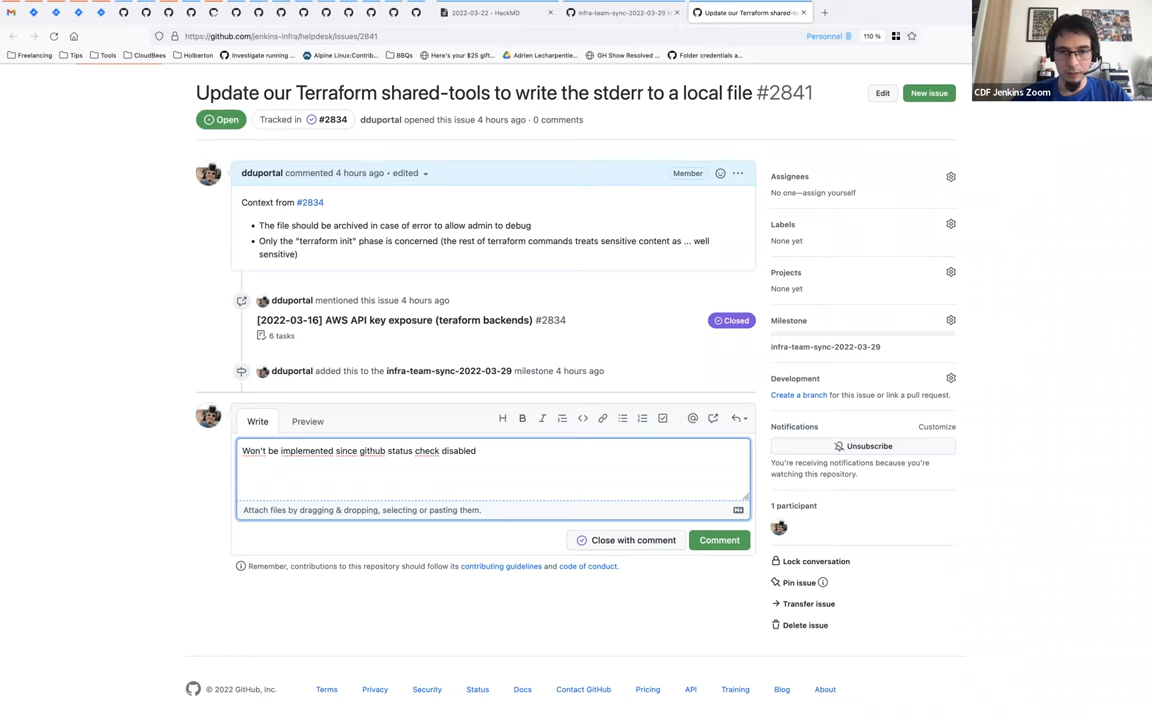 2022-03-22 - HackMD
infra-team-sync-2022-03-29 M
Update our Terraform shared-to
https://github.com/jenkins-infra/helpdesk/issues/2841
Personnel
110 %
Freelancing
Tips
Tools
CloudBees
Holberton
Investigate running ...
Alpine Linux:Contrib...
BBQs
Here's your $25 gift...
Adrien Lecharpentie...
GH Show Resolved ...
Folder credentials a...
CDF Jenkins Zoom
Update our Terraform shared-tools to write the stderr to a local file #2841
Edit
New issue
Open
Tracked in #2834
dduportal opened this issue 4 hours ago · 0 comments
dduportal commented 4 hours ago • edited
Member
Context from #2834
• The file should be archived in case of error to allow admin to debug
• Only the "terraform init" phase is concerned (the rest of terraform commands treats sensitive content as ... well
sensitive)
dduportal mentioned this issue 4 hours ago
[2022-03-16] AWS API key exposure (teraform backends) #2834
Closed
6 tasks
dduportal added this to the infra-team-sync-2022-03-29 milestone 4 hours ago
Write
Preview
Won't be implemented since github status check disabled
Attach files by dragging & dropping, selecting or pasting them.
Close with comment
Comment
Remember, contributions to this repository should follow its contributing guidelines and code of conduct.
Assignees
No one—assign yourself
Labels
None yet
Projects
None yet
Milestone
infra-team-sync-2022-03-29
Development
Create a branch for this issue or link a pull request.
Notifications
Customize
Unsubscribe
You're receiving notifications because you're
watching this repository.
1 participant
Lock conversation
Pin issue
Transfer issue
Delete issue
© 2022 GitHub, Inc.
Terms
Privacy
Security
Status
Docs
Contact GitHub
Pricing
API
Training
Blog
About